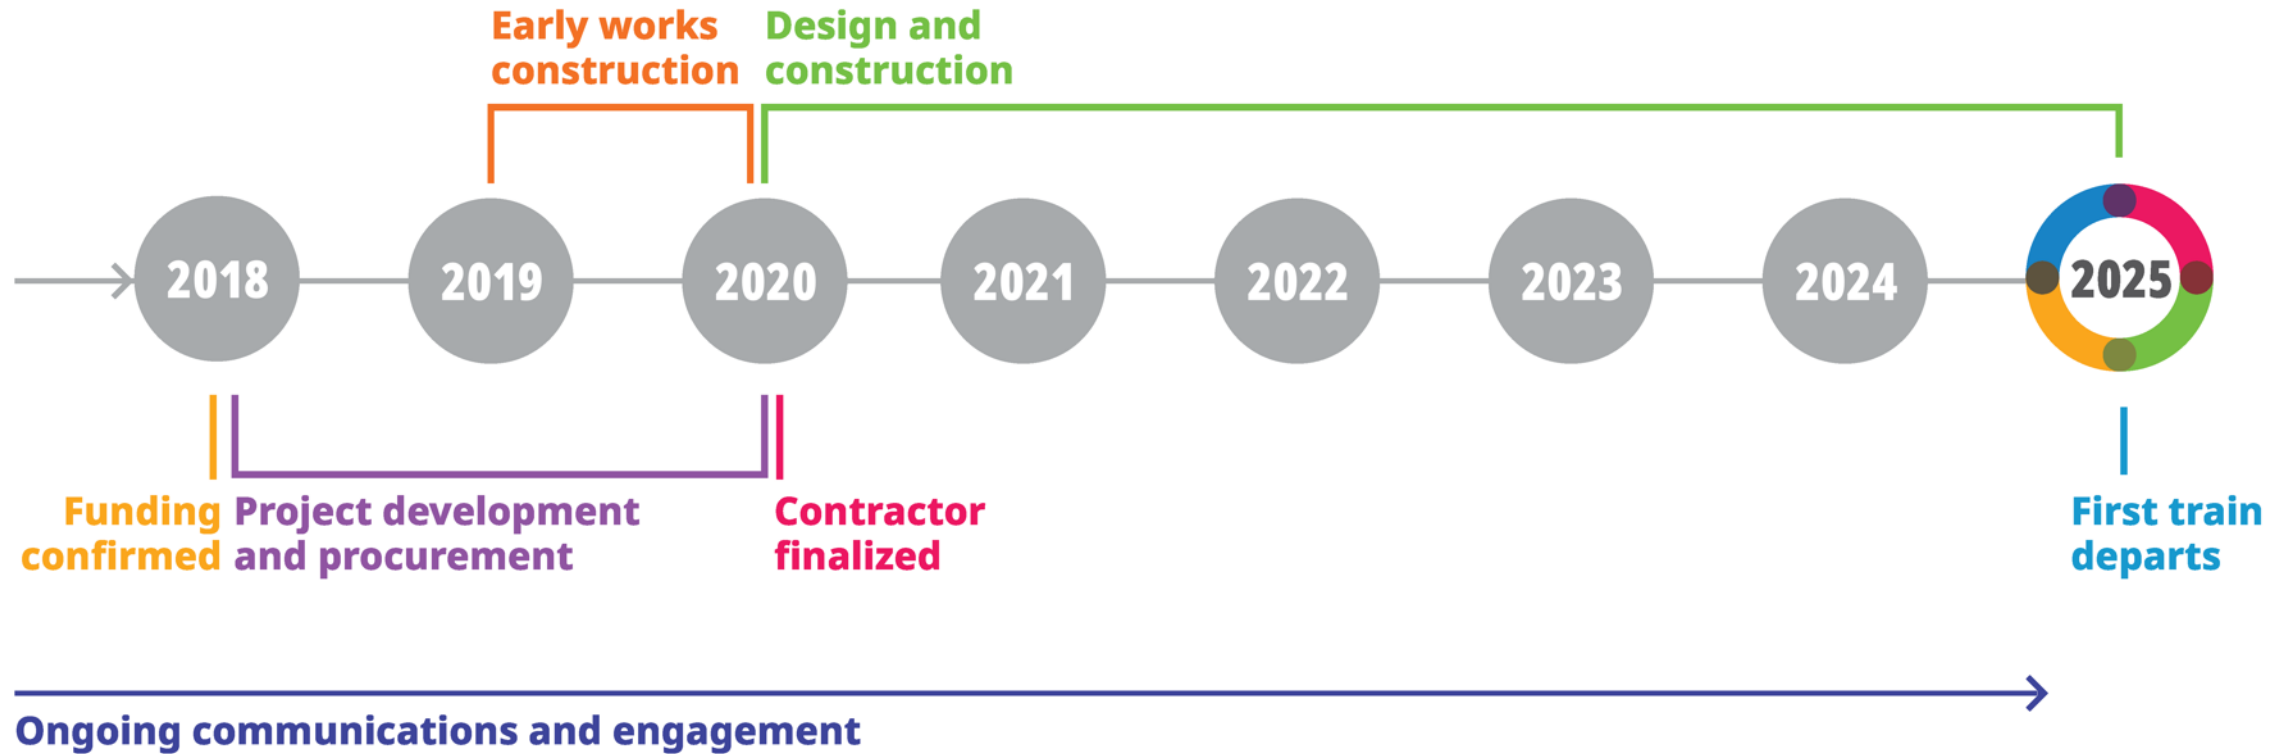 Early works
construction
Design and
construction
2018
2019
2020
2021
2022
2023
2024
2025
Funding
confirmed
Project development
and procurement
Contractor
finalized
First train
departs
Ongoing communications and engagement